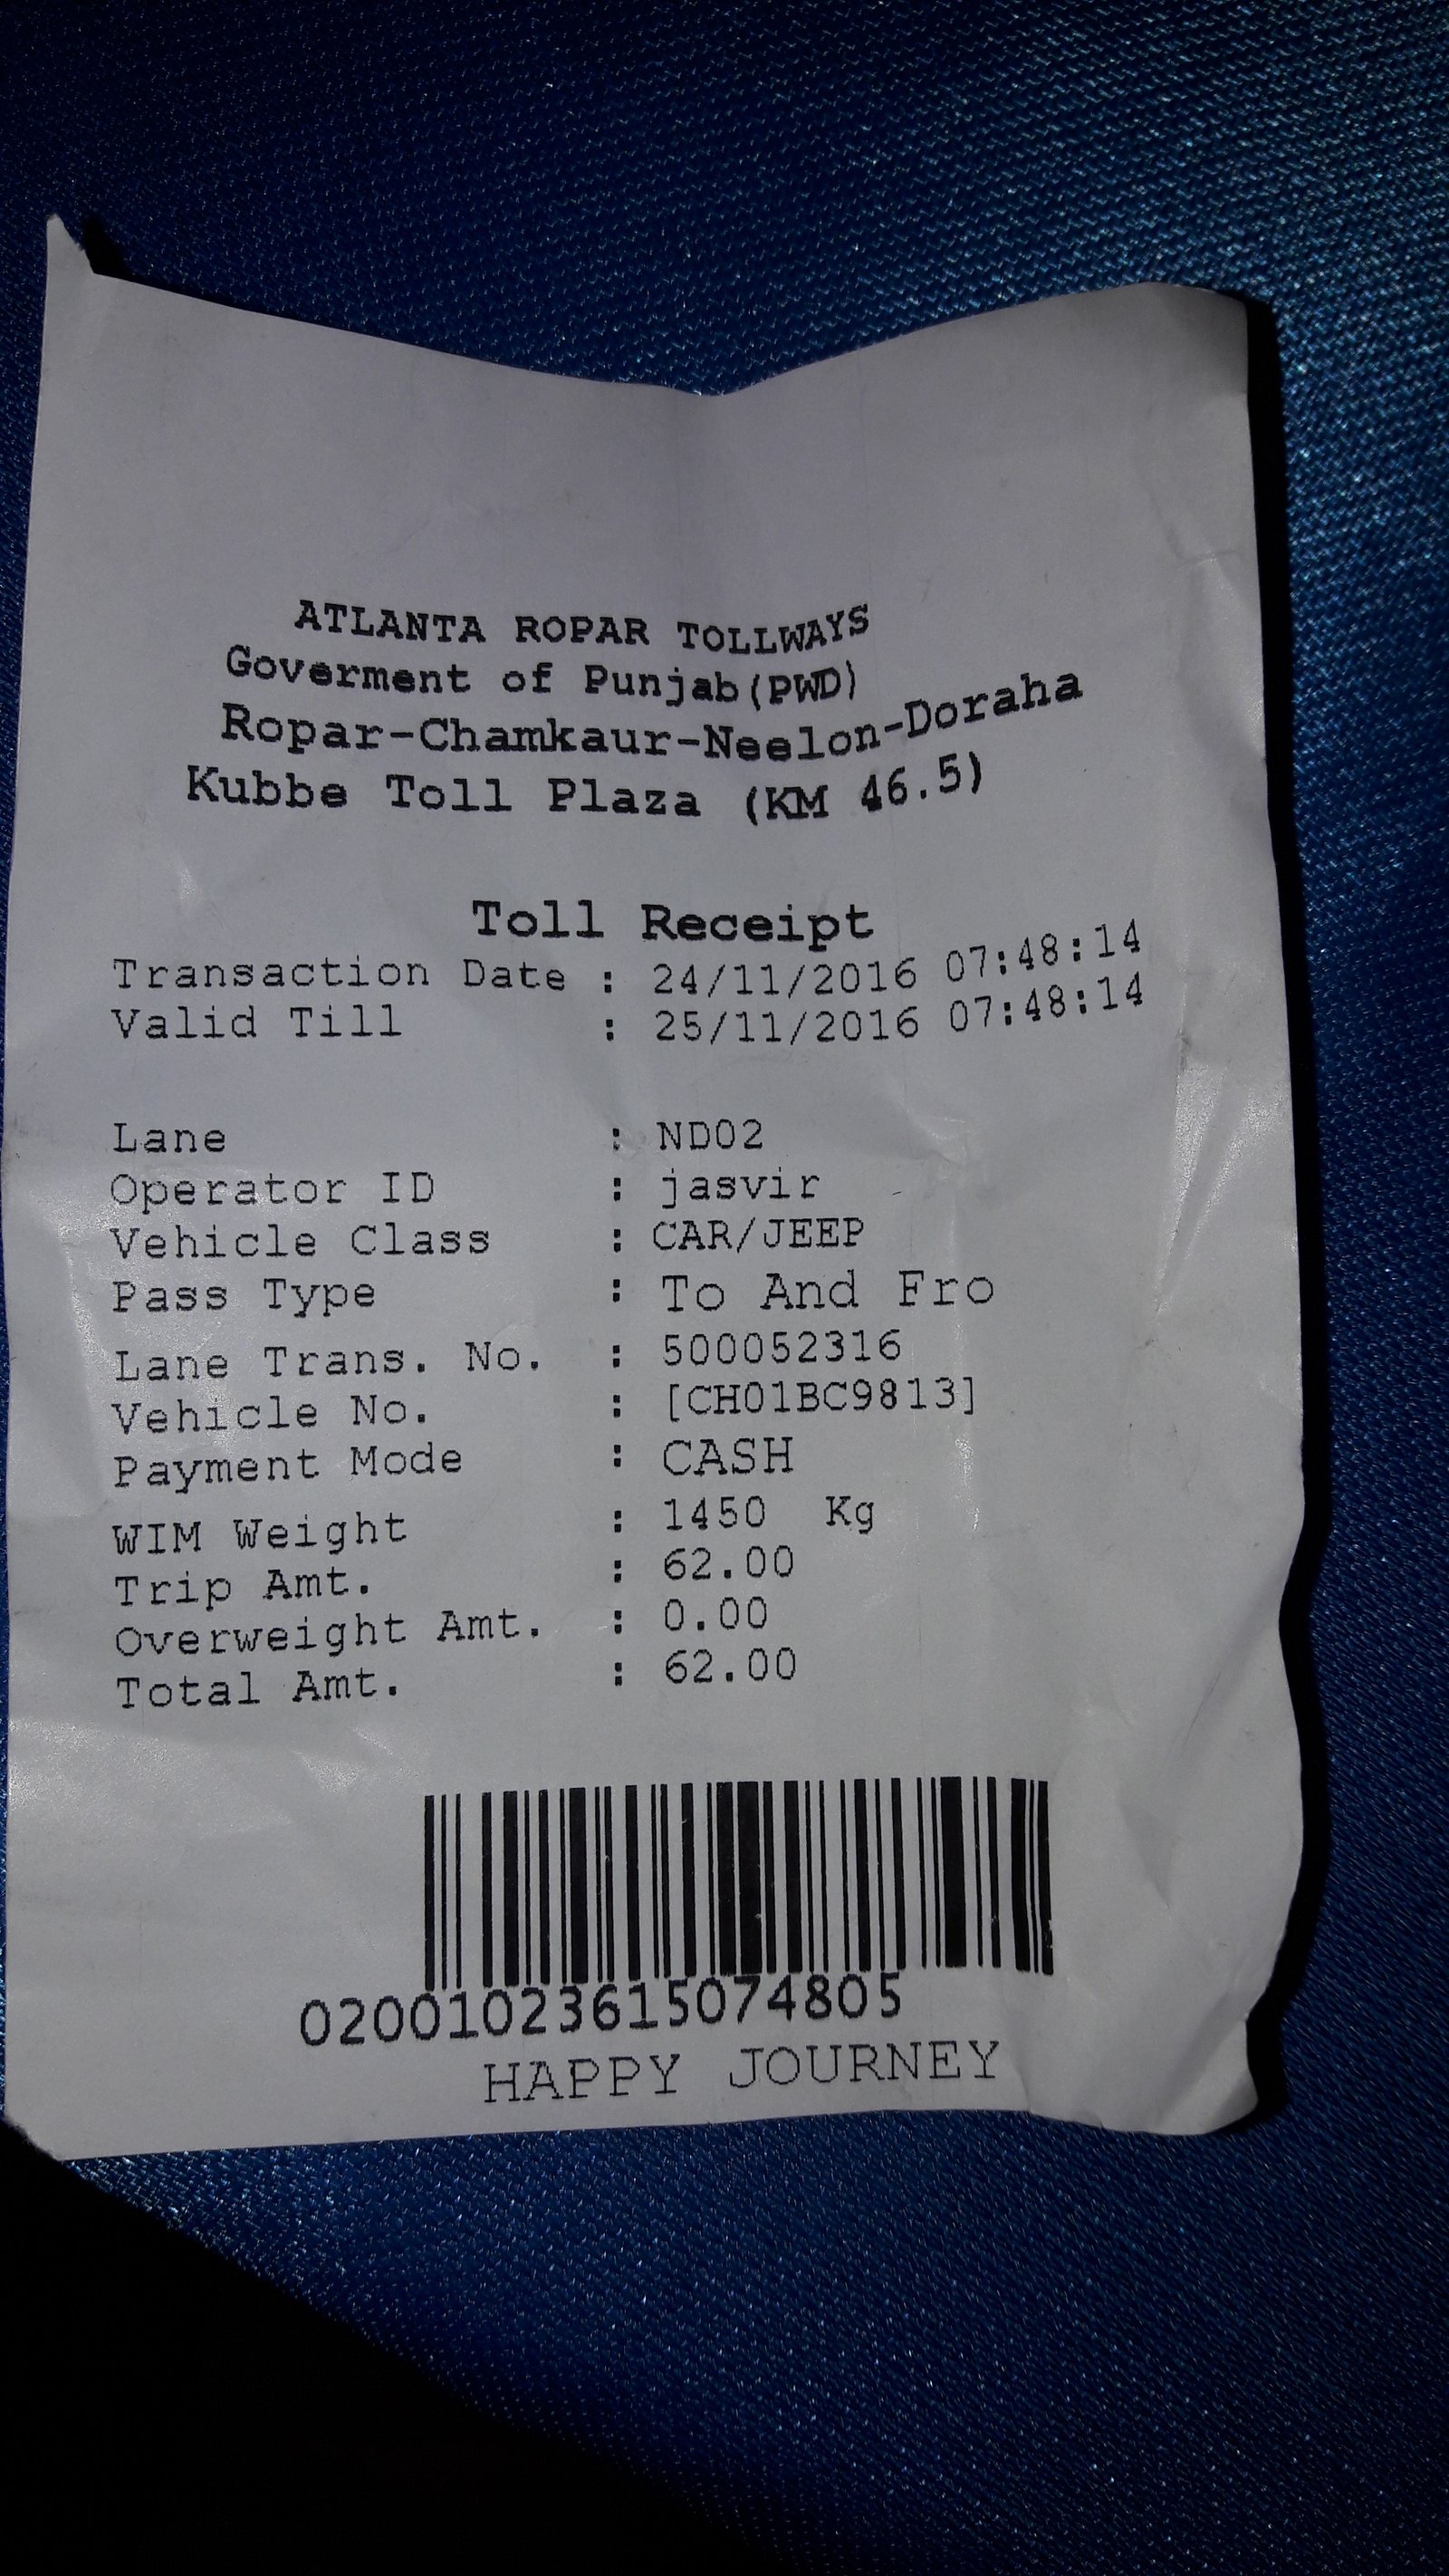 ATLANTA ROPAR TOLLWAYS
Goverment of Punjab(PWD)
Ropar-Chamkaur-Neelon-Doraha
Kubbe Toll Plaza (KM 46.5)
Toll Receipt
Transaction Date : 24/11/2016 07:48:14
Valid Till : 25/11/2016 07:48:14
Lane : ND02
Operator ID : jasvir
Vehicle Class : CAR/JEEP
Pass Type : To And Fro
Lane Trans. No. : 500052316
Vehicle No. : [CH01BC9813]
Payment Mode : CASH
WIM Weight : 1450 Kg
Trip Amt. : 62.00
Overweight Amt. : 0.00
Total Amt. : 62.00
02001023615074805
HAPPY JOURNEY